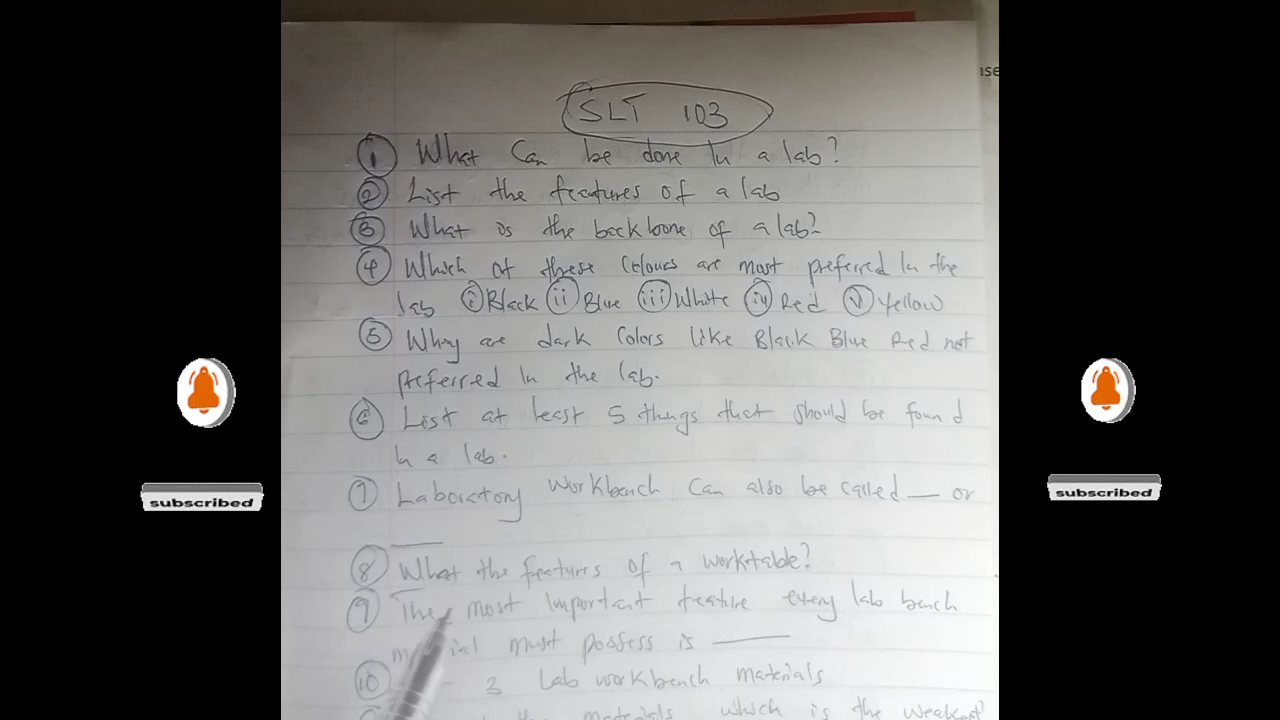 SLT 103
① What Can be done In a lab?
② List the features of a lab
③ What is the backbone of a lab?
④ Which of these Colours are most preferred In the
lab ⓘ Black ⓘⓘ Blue ⓘⓘⓘ White ⓘⓥ Red ⓥ Yellow
⑤ Why are dark Colors like Black Blue Red not
preferred In the lab.
⑥ List at least 5 things that should be found
In a lab.
⑦ Laboratory workbench Can also be called — or
—
⑧ What the features of a worktable?
⑨ The most important feature every lab bench
must possess is —
⑩ 3 Lab workbench materials
the materials which is the weakest?
subscribed
subscribed